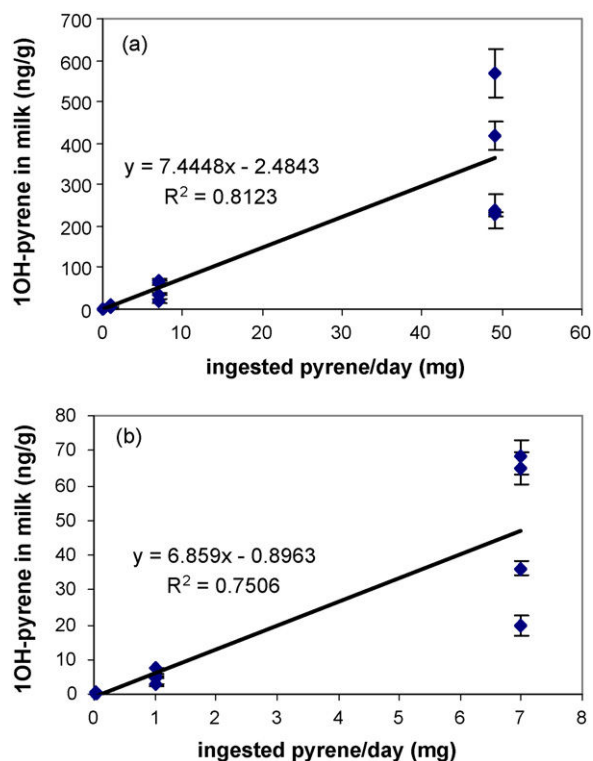 (a)
1OH-pyrene in milk (ng/g)
700
600
500
400
300
200
100
0
y = 7.4448x - 2.4843
R² = 0.8123
0 10 20 30 40 50 60
ingested pyrene/day (mg)
(b)
1OH-pyrene in milk (ng/g)
80
70
60
50
40
30
20
10
0
y = 6.859x - 0.8963
R² = 0.7506
0 1 2 3 4 5 6 7 8
ingested pyrene/day (mg)